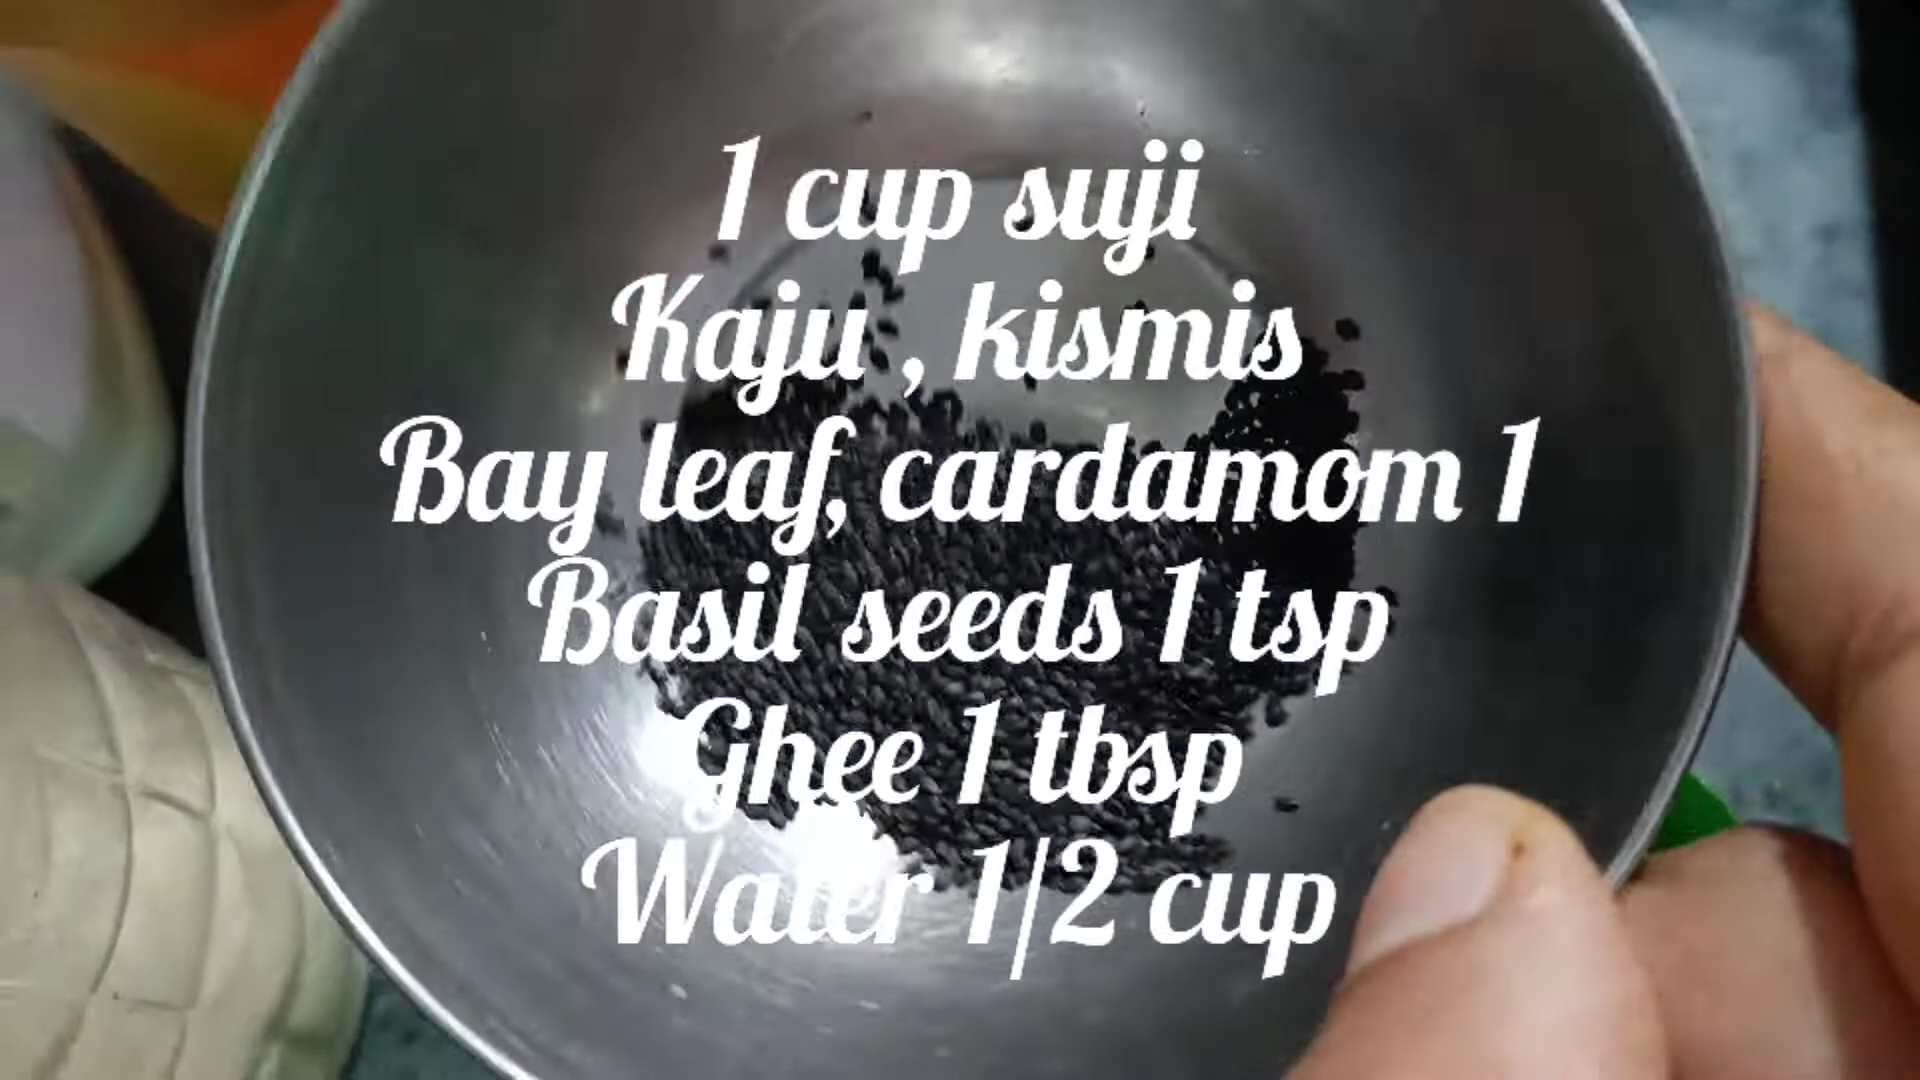 1 cup suji
Kaju , kismis
Bay leaf, cardamom 1
Basil seeds 1 tsp
Ghee 1 tbsp
Water 1/2 cup